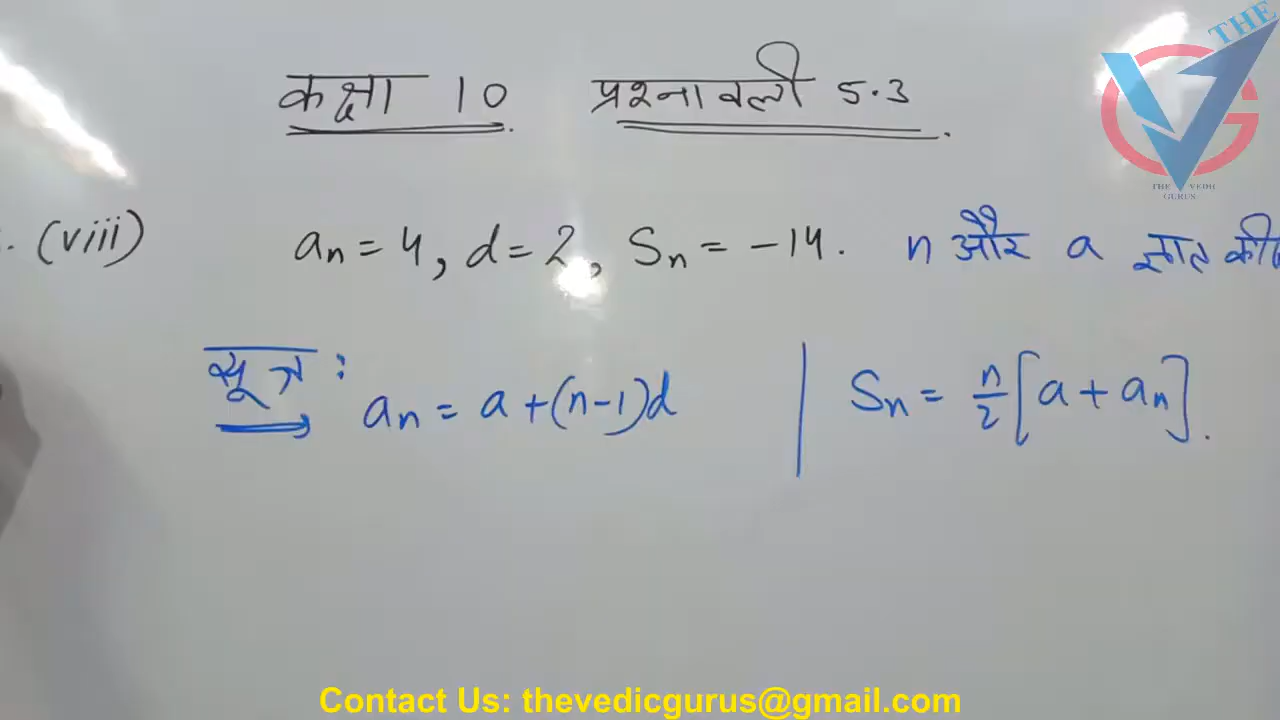 कक्षा 10 प्रश्नावली 5.3
THE
THE VEDIC
GURUS
. (viii) an = 4, d = 2, Sn = -14. n और a ज्ञात
सूत्र : an = a + (n-1)d | Sn = n/2 [a + an].
Contact Us: thevedicgurus@gmail.com